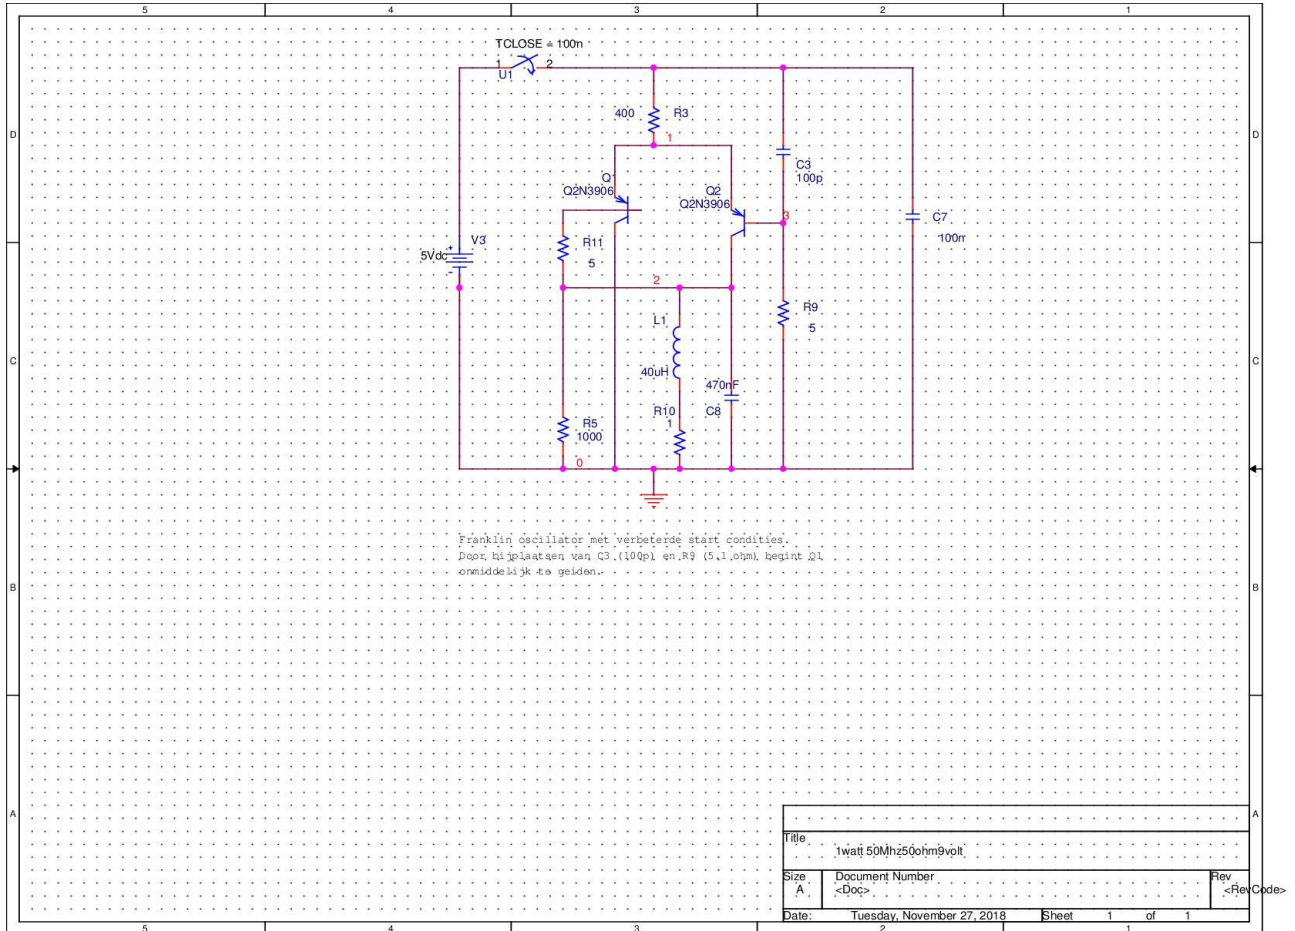 5 4 3 2 1
TCLOSE = 100n
1 2
U1
400 R3
D D
1
C3
100p
Q1
Q2N3906
Q2
Q2N3906
3
C7
100n
V3
5Vdc
R11
5
2
R9
5
L1
C C
40uH
470nF
R10
1
C8
R5
1000
0
Franklin oscillator met verbeterde start condities.
Door bijplaatsen van C3 (100p) en R9 (5.1 ohm) begint Q1
onmiddelijk te geiden.
B B
A A
Title
1watt 50Mhz50ohm9volt
Size Document Number Rev
A <Doc> <RevCode>
Date: Tuesday, November 27, 2018 Sheet 1 of 1
5 4 3 2 1